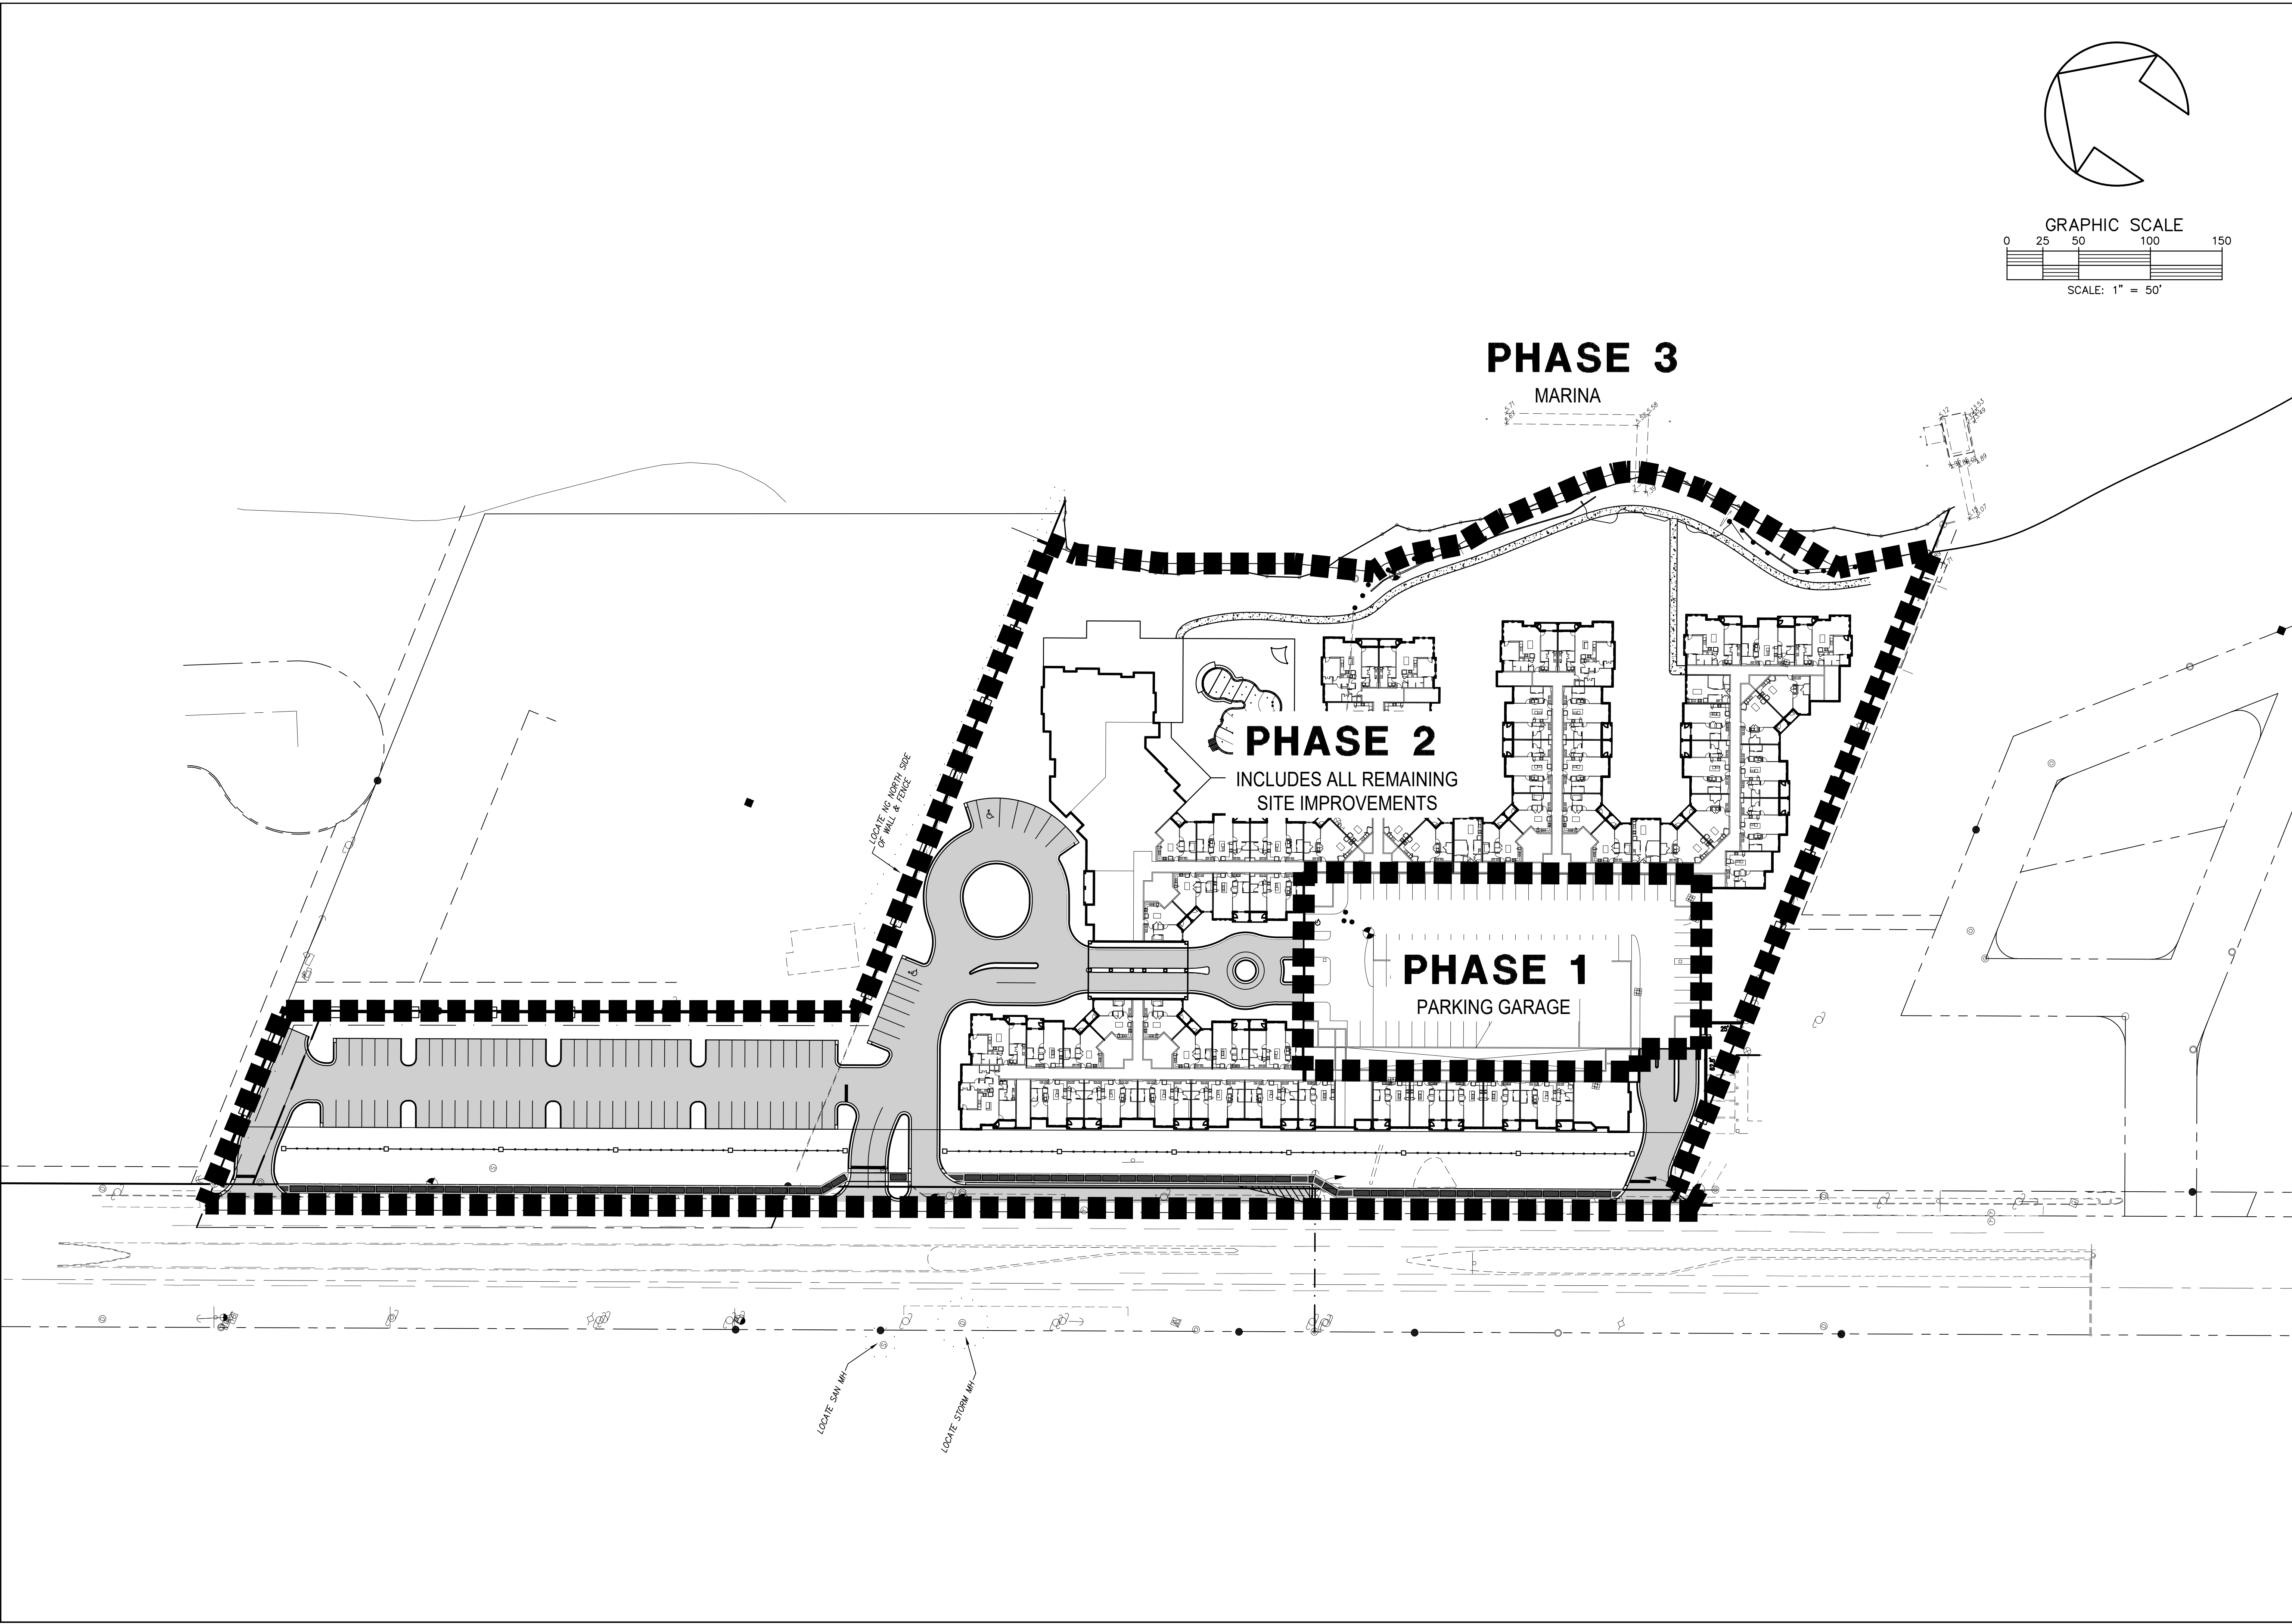 GRAPHIC SCALE
0 25 50 100 150
SCALE: 1" = 50'
PHASE 3
MARINA
PHASE 2
INCLUDES ALL REMAINING
SITE IMPROVEMENTS
LOCATE NG NORTH SIDE
OF WALL & FENCE
PHASE 1
PARKING GARAGE
25'
LOCATE SAN MH
LOCATE STORM MH